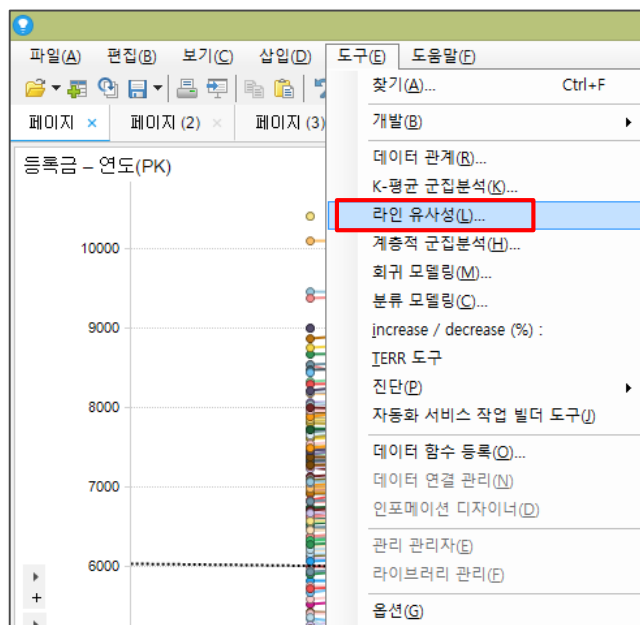 파일(A) 편집(B) 보기(C) 삽입(D) 도구(E) 도움말(F)
페이지 × 페이지 (2) × 페이지 (3)
등록금 – 연도(PK)
10000
9000
8000
7000
6000
+
찾기(A)... Ctrl+F
개발(B)
데이터 관계(R)...
K-평균 군집분석(K)...
라인 유사성(L)...
계층적 군집분석(H)...
회귀 모델링(M)...
분류 모델링(C)...
increase / decrease (%) :
TERR 도구
진단(P)
자동화 서비스 작업 빌더 도구(J)
데이터 함수 등록(O)...
데이터 연결 관리(N)
인포메이션 디자이너(D)
관리 관리자(E)
라이브러리 관리(F)
옵션(G)